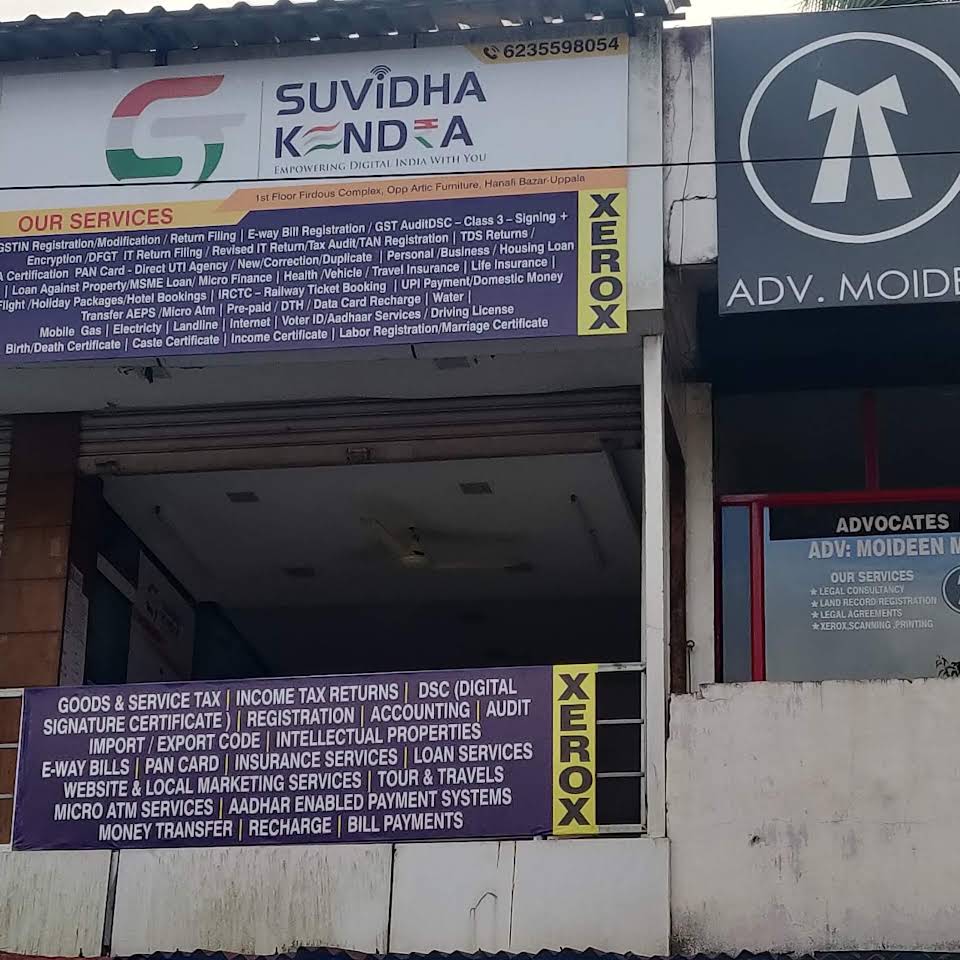 6235598054
GST
SUVIDHA
KENDRA
EMPOWERING DIGITAL INDIA WITH YOU
1st Floor Firdous Complex, Opp Artic Furniture, Hanafi Bazar-Uppala
OUR SERVICES
GSTIN Registration/Modification / Return Filing | E-way Bill Registration / GST AuditDSC – Class 3 – Signing +
Encryption /DFGT IT Return Filing / Revised IT Return/Tax Audit/TAN Registration | TDS Returns /
Certification PAN Card - Direct UTI Agency / New/Correction/Duplicate | Personal /Business / Housing Loan
| Loan Against Property/MSME Loan/ Micro Finance | Health /Vehicle / Travel Insurance | Life Insurance |
Flight /Holiday Packages/Hotel Bookings | IRCTC – Railway Ticket Booking | UPI Payment/Domestic Money
Transfer AEPS /Micro Atm | Pre-paid / DTH / Data Card Recharge | Water |
Mobile Gas | Electricty | Landline | Internet | Voter ID/Aadhaar Services / Driving License
Birth/Death Certificate | Caste Certificate | Income Certificate | Labor Registration/Marriage Certificate
XEROX
ADV. MOIDE
ADVOCATES
ADV: MOIDEEN M
OUR SERVICES
★ LEGAL CONSULTANCY
★ LAND RECORD/REGISTRATION
★ LEGAL AGREEMENTS
★ XEROX,SCANNING ,PRINTING
GOODS & SERVICE TAX | INCOME TAX RETURNS | DSC (DIGITAL
SIGNATURE CERTIFICATE ) | REGISTRATION | ACCOUNTING | AUDIT
IMPORT / EXPORT CODE | INTELLECTUAL PROPERTIES
E-WAY BILLS | PAN CARD | INSURANCE SERVICES | LOAN SERVICES
WEBSITE & LOCAL MARKETING SERVICES | TOUR & TRAVELS
MICRO ATM SERVICES | AADHAR ENABLED PAYMENT SYSTEMS
MONEY TRANSFER | RECHARGE | BILL PAYMENTS
XEROX